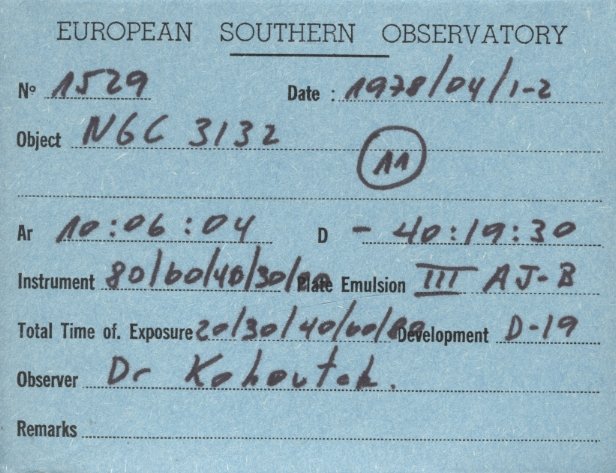 EUROPEAN SOUTHERN OBSERVATORY
Nº 1529 Date : 1978/04/1-2
Object NGC 3132
11
Ar 10:06:04 D - 40:19:30
Instrument 80/60/40/30/20 Plate Emulsion III AJ-B
Total Time of. Exposure 20/30/40/60/80 Development D-19
Observer Dr Kohoutek.
Remarks